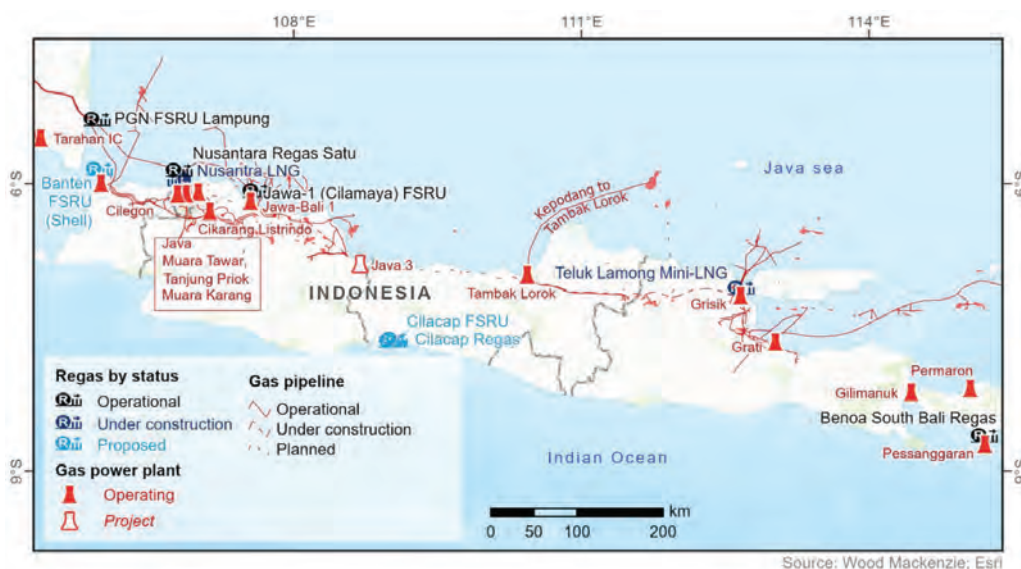 108°E
111°E
114°E
PGN FSRU Lampung
Tarahan IC
Nusantara Regas Satu
Nusantra LNG
Java sea
6°S
Banten
FSRU
(Shell)
Cilegon
Jawa-1 (Cilamaya) FSRU
Jawa-Bali 1
Cikarang Listrindo
Kepodang to
Tambak Lorok
Java
Muara Tawar,
Tanjung Priok
Muara Karang
Java 3
INDONESIA
Tambak Lorok
Teluk Lamong Mini-LNG
Grisik
Cilacap FSRU
Cilacap Regas
Grati
Permaron
Gilimanuk
Benoa South Bali Regas
Pessanggaran
Indian Ocean
9°S
9°S
Regas by status
R Operational
R Under construction
R Proposed
Gas power plant
Operating
Project
Gas pipeline
Operational
Under construction
Planned
km
0 50 100 200
Source: Wood Mackenzie; Esri